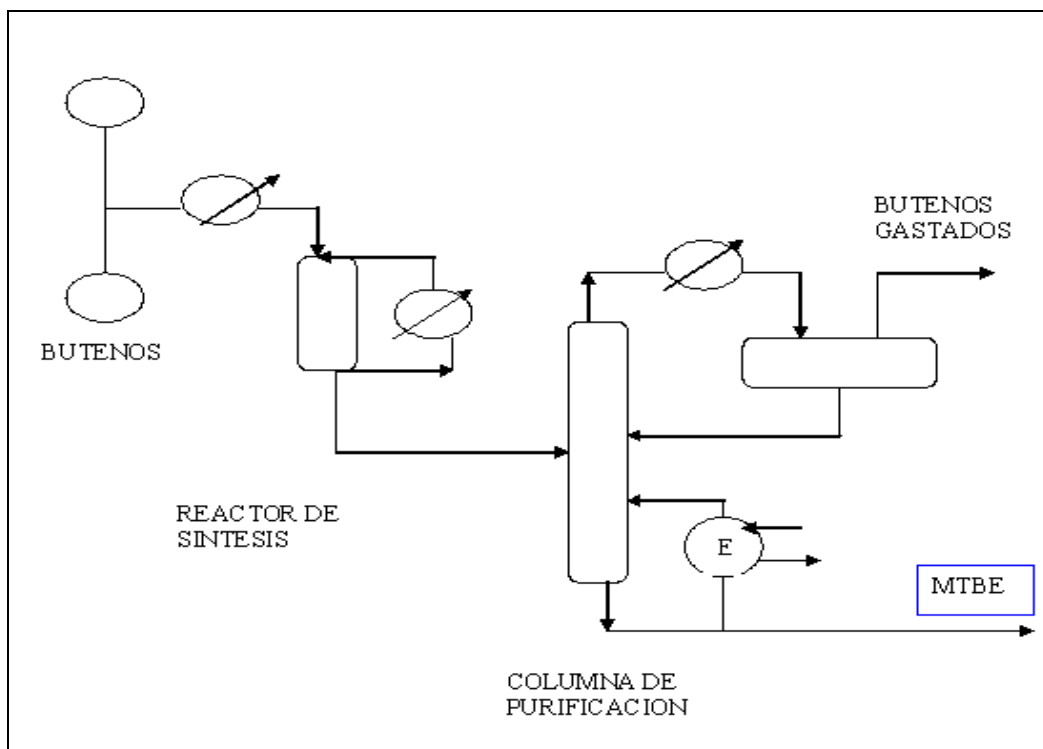 BUTENOS
GASTADOS
BUTENOS
REACTOR DE
SINTESIS
E
MTBE
COLUMNA DE
PURIFICACION